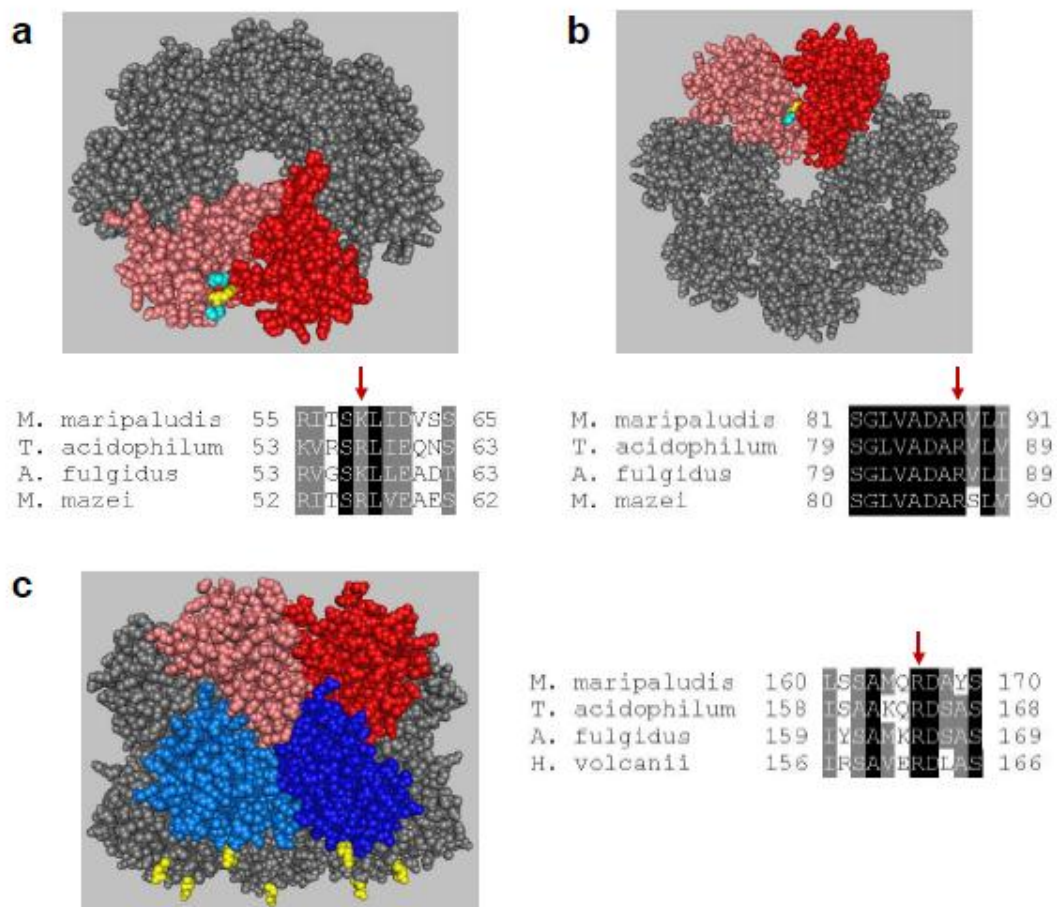 a
M. maripaludis 55 RITSKLIDVSS 65
T. acidophilum 53 KVRSRLIEQNS 63
A. fulgidus 53 RVGSKLLEADT 63
M. mazei 52 RITSRLVEAES 62
b
M. maripaludis 81 SGLVADARVLI 91
T. acidophilum 79 SGLVADARVLV 89
A. fulgidus 79 SGLVADARVLI 89
M. mazei 80 SGLVADARSLV 90
c
M. maripaludis 160 LSSAMQRDAYS 170
T. acidophilum 158 ISSAKQRDSAS 168
A. fulgidus 159 IYSAMKRDSAS 169
H. volcanii 156 IRSAVERDLAS 166